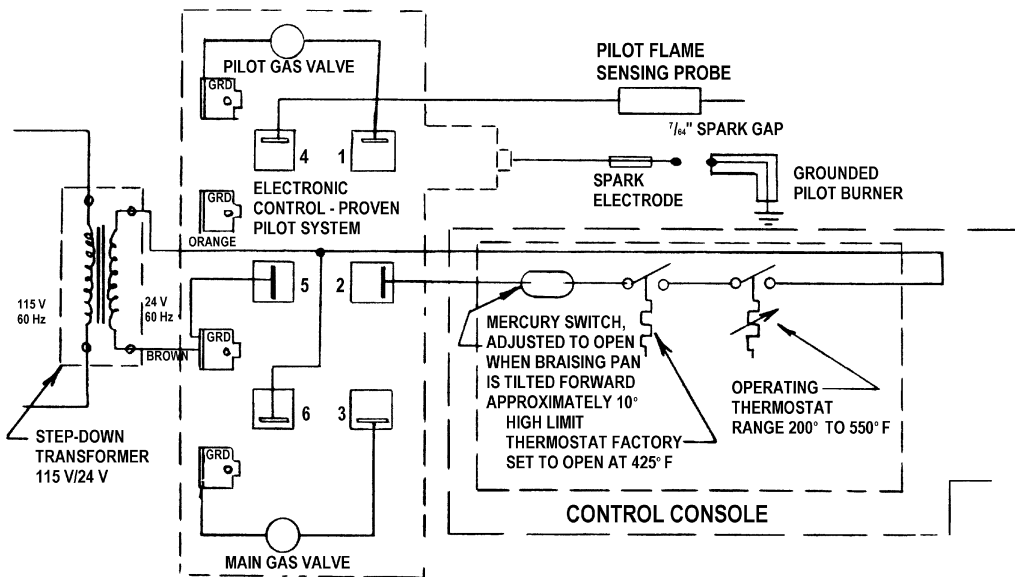 PILOT GAS VALVE
GRD
4
1
PILOT FLAME
SENSING PROBE
7/64" SPARK GAP
SPARK
ELECTRODE
GROUNDED
PILOT BURNER
ELECTRONIC
CONTROL - PROVEN
PILOT SYSTEM
GRD
ORANGE
5
2
115 V
60 Hz
24 V
60 Hz
BROWN
GRD
MERCURY SWITCH,
ADJUSTED TO OPEN
WHEN BRAISING PAN
IS TILTED FORWARD
APPROXIMATELY 10°
HIGH LIMIT
THERMOSTAT FACTORY
SET TO OPEN AT 425° F
OPERATING
THERMOSTAT
RANGE 200° TO 550° F
6
3
STEP-DOWN
TRANSFORMER
115 V/24 V
GRD
MAIN GAS VALVE
CONTROL CONSOLE